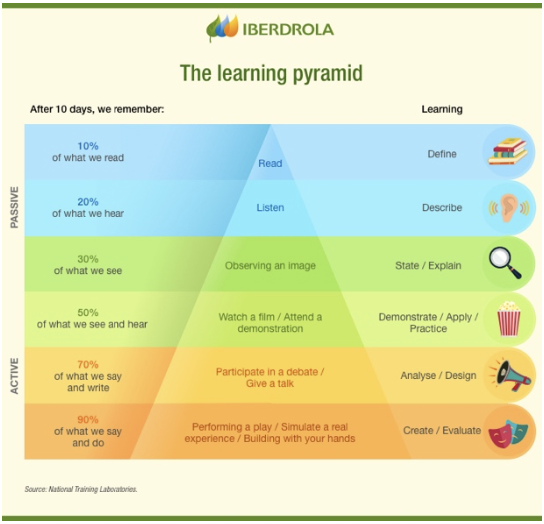 IBERDROLA
The learning pyramid
After 10 days, we remember:
Learning
PASSIVE
10%
of what we read
Read
Define
20%
of what we hear
Listen
Describe
30%
of what we see
Observing an image
State / Explain
50%
of what we see and hear
Watch a film / Attend a
demonstration
Demonstrate / Apply /
Practice
ACTIVE
70%
of what we say
and write
Participate in a debate /
Give a talk
Analyse / Design
90%
of what we say
and do
Performing a play / Simulate a real
experience / Building with your hands
Create / Evaluate
Source: National Training Laboratories.